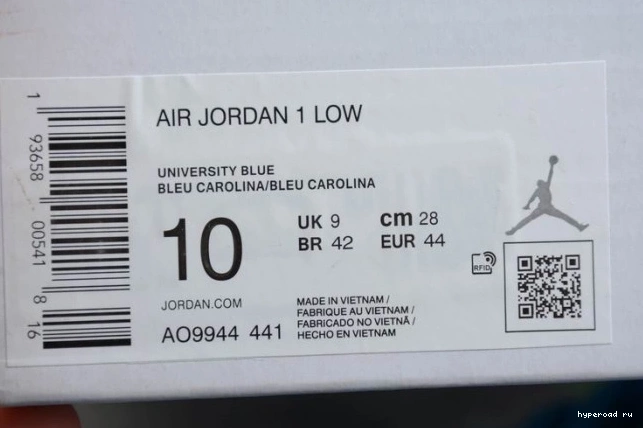 AIR JORDAN 1 LOW
UNIVERSITY BLUE
BLEU CAROLINA/BLEU CAROLINA
10
UK 9 cm 28
BR 42 EUR 44
RFID
JORDAN.COM
AO9944 441
MADE IN VIETNAM /
FABRIQUE AU VIETNAM /
FABRICADO NO VIETNÃ /
HECHO EN VIETNAM
1 93658 00541 8 16
hyperoad ru